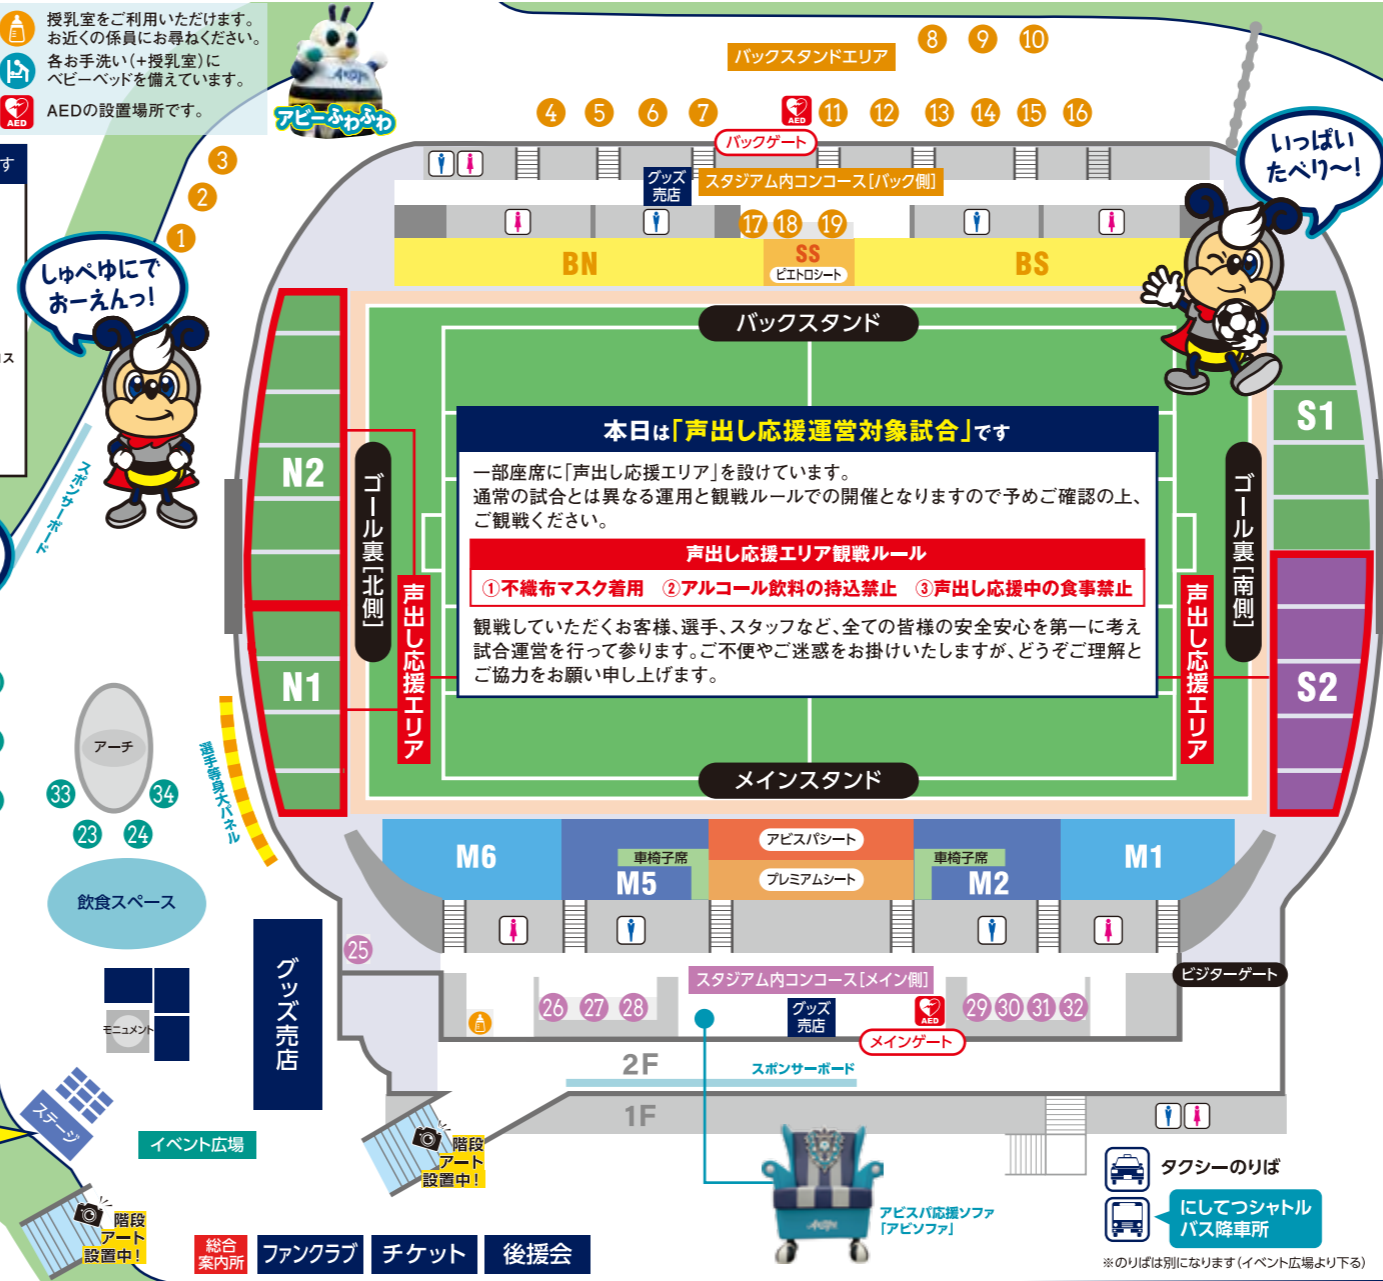 授乳室をご利用いただけます。
お近くの係員にお尋ねください。
各お手洗い(+授乳室)に
ベビーベッドを備えています。
AED
AEDの設置場所です。
アビーふわふわ
す
ス
バックスタンドエリア
8 9 10
4 5 6 7
AED
11 12 13 14 15 16
3
2
1
バックゲート
グッズ
売店
スタジアム内コンコース[バック側]
17 18 19
BN
SS
ピエトロシート
BS
いっぱい
たべり〜!
しゅぺゆにで
おーえんっ!
バックスタンド
スポンサーボード
N2
N1
S1
S2
ゴール裏[北側]
ゴール裏[南側]
声出し応援エリア
声出し応援エリア
本日は「声出し応援運営対象試合」です
一部座席に「声出し応援エリア」を設けています。
通常の試合とは異なる運用と観戦ルールでの開催となりますので予めご確認の上、
ご観戦ください。
声出し応援エリア観戦ルール
①不織布マスク着用 ②アルコール飲料の持込禁止 ③声出し応援中の食事禁止
観戦していただくお客様、選手、スタッフなど、全ての皆様の安全安心を第一に考え
試合運営を行って参ります。ご不便やご迷惑をお掛けいたしますが、どうぞご理解と
ご協力をお願い申し上げます。
メインスタンド
アーチ
33 34
23 24
選手等身大パネル
飲食スペース
M6
車椅子席
M5
アビスパシート
プレミアムシート
車椅子席
M2
M1
25
グッズ売店
モニュメント
スタジアム内コンコース[メイン側]
26 27 28
グッズ
売店
AED
29 30 31 32
ビジターゲート
メインゲート
2F
スポンサーボード
1F
ステージ
イベント広場
階段
アート
設置中!
階段
アート
設置中!
アビスパ応援ソファ
「アビソファ」
タクシーのりば
にしてつシャトル
バス降車所
※のりばは別になります(イベント広場より下る)
総合
案内所
ファンクラブ
チケット
後援会